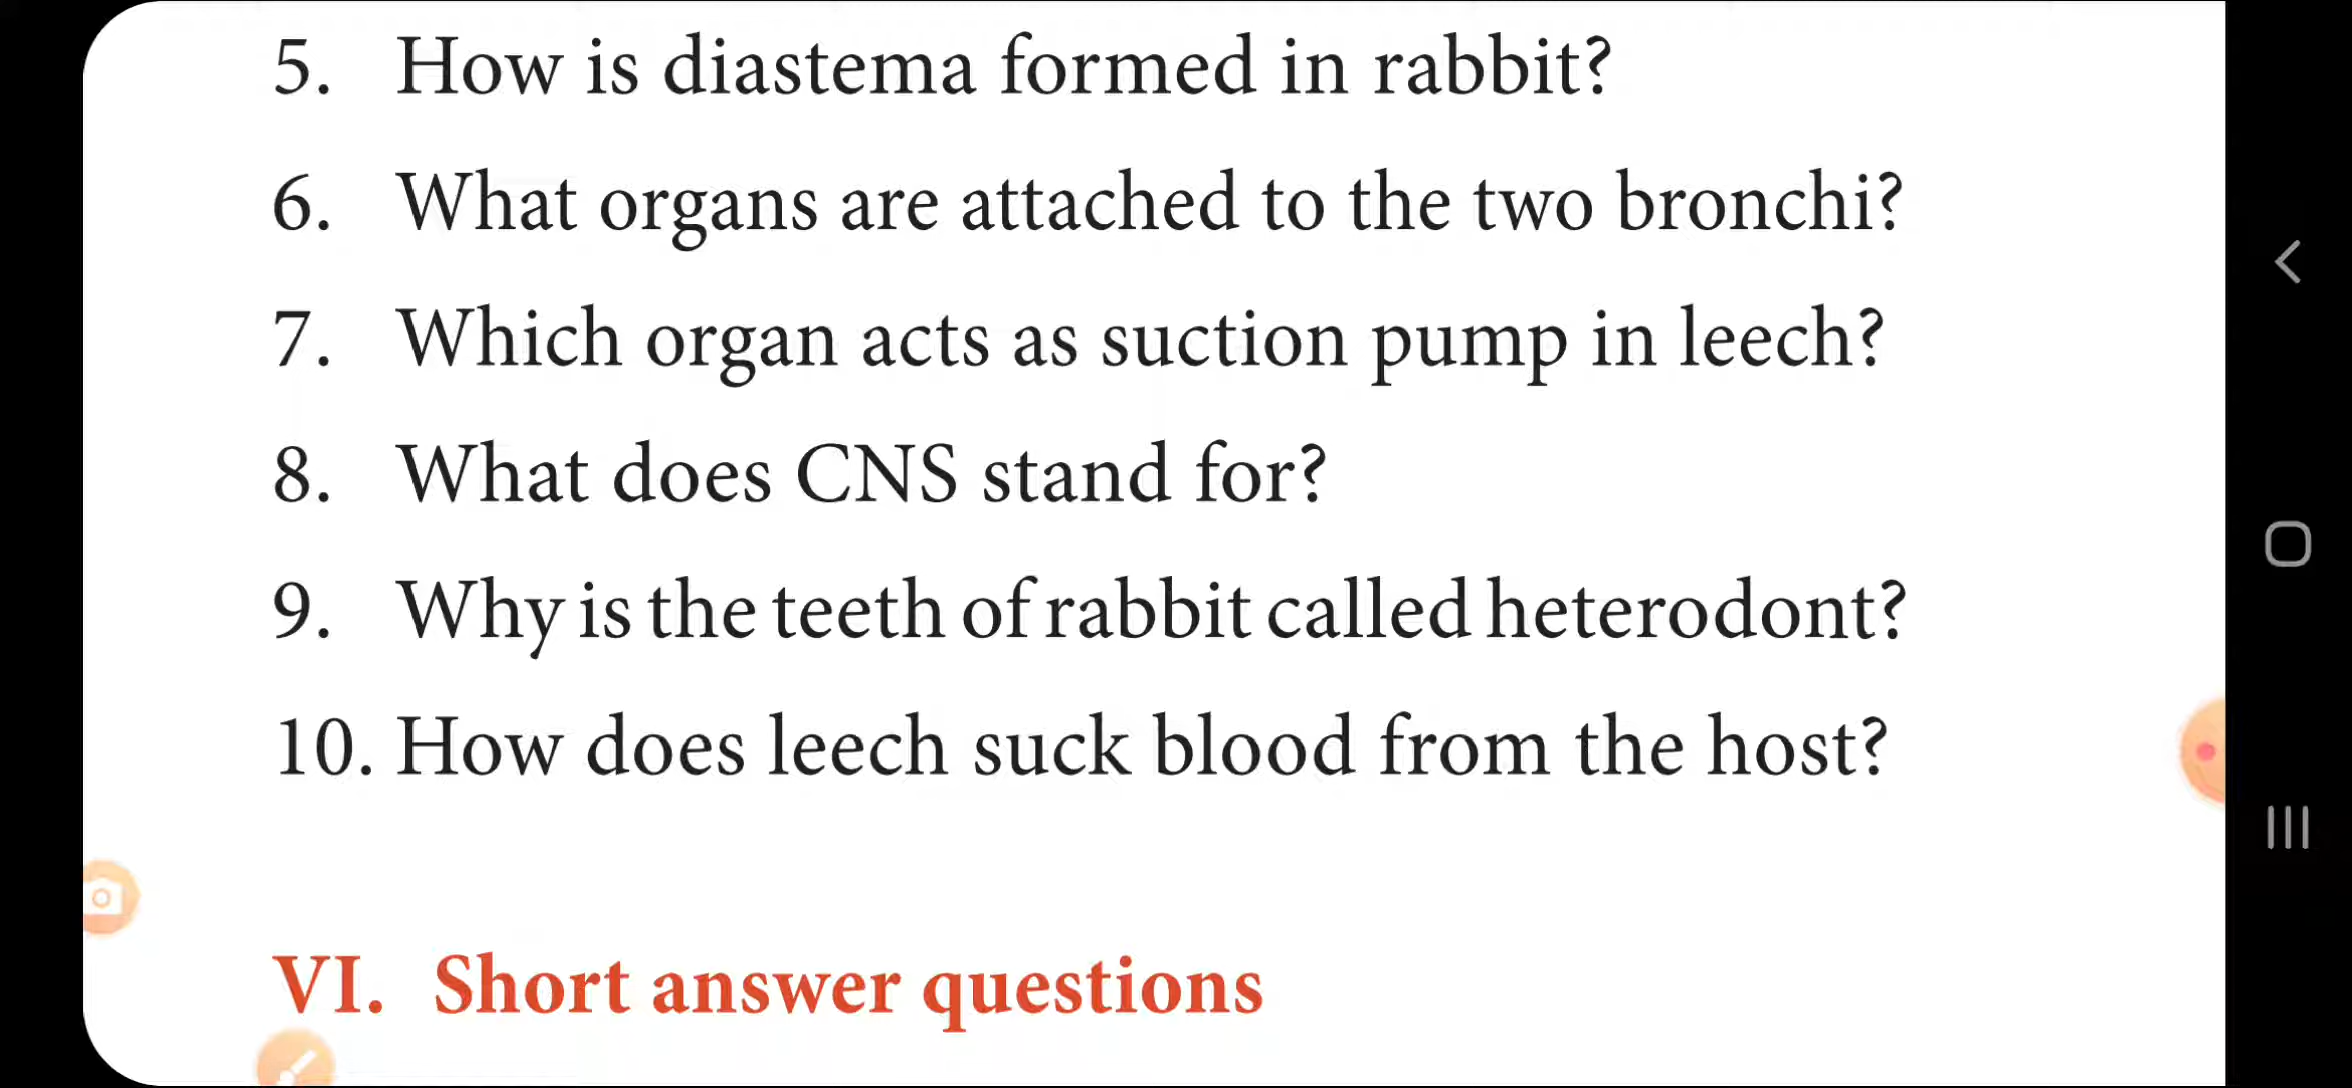 5. How is diastema formed in rabbit?
6. What organs are attached to the two bronchi?
7. Which organ acts as suction pump in leech?
8. What does CNS stand for?
9. Why is the teeth of rabbit called heterodont?
10. How does leech suck blood from the host?
VI. Short answer questions